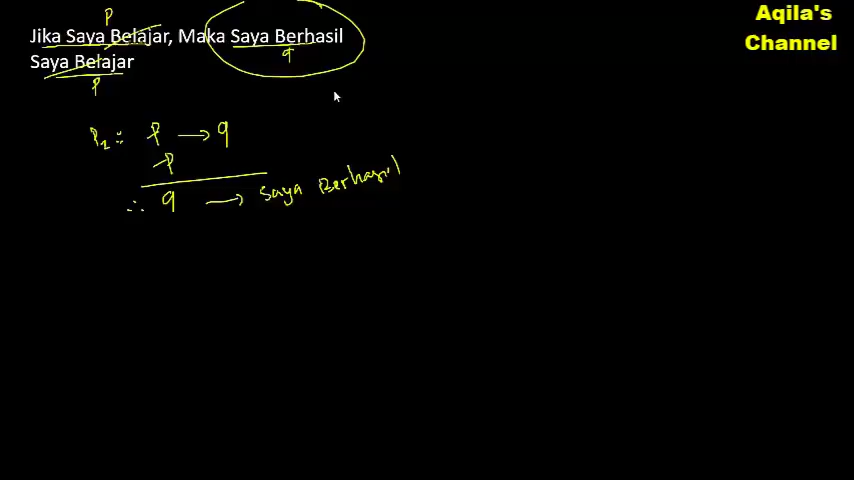 Aqila's
Channel
p
Jika Saya Belajar, Maka Saya Berhasil
q
Saya Belajar
p
P1 : p → q
p
∴ q → Saya Berhasil